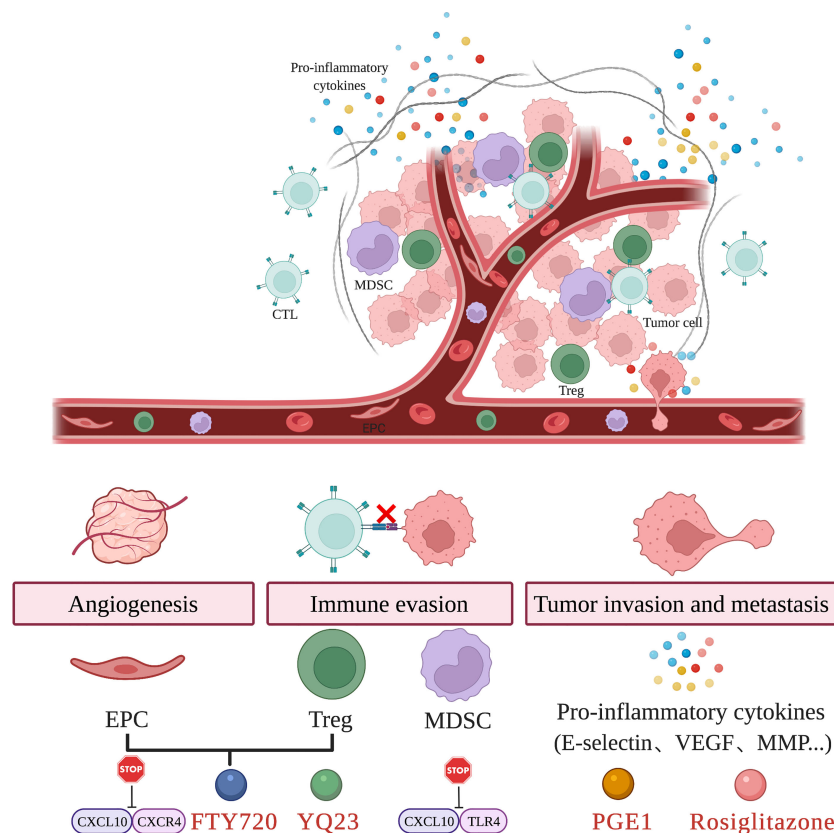 Pro-inflammatory
cytokines
MDSC
CTL
Tumor cell
Treg
EPC
Angiogenesis
Immune evasion
Tumor invasion and metastasis
EPC
Treg
MDSC
Pro-inflammatory cytokines
(E-selectin、VEGF、MMP...)
STOP
STOP
CXCL10 CXCR4
FTY720
YQ23
CXCL10 TLR4
PGE1
Rosiglitazone